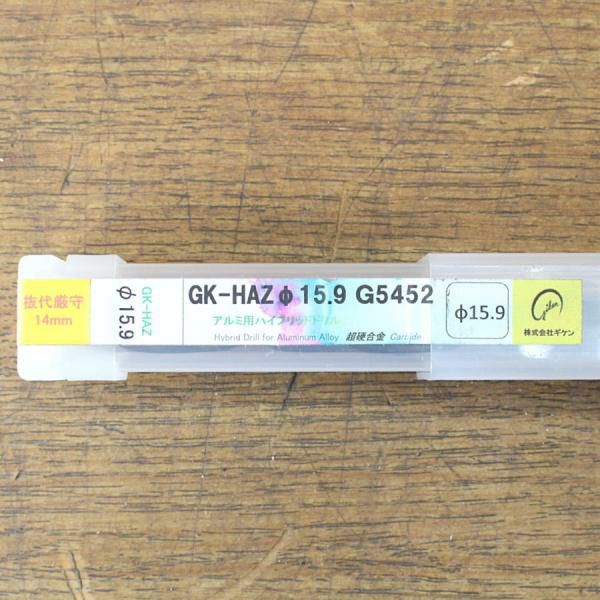 抜代厳守
14mm
GK-HAZ
φ15.9
GK-HAZφ15.9 G5452
アルミ用ハイブリッドドリル
Hybrid Drill for Aluminum Alloy 超硬合金 Carbide
φ15.9
Giken
株式会社ギケン